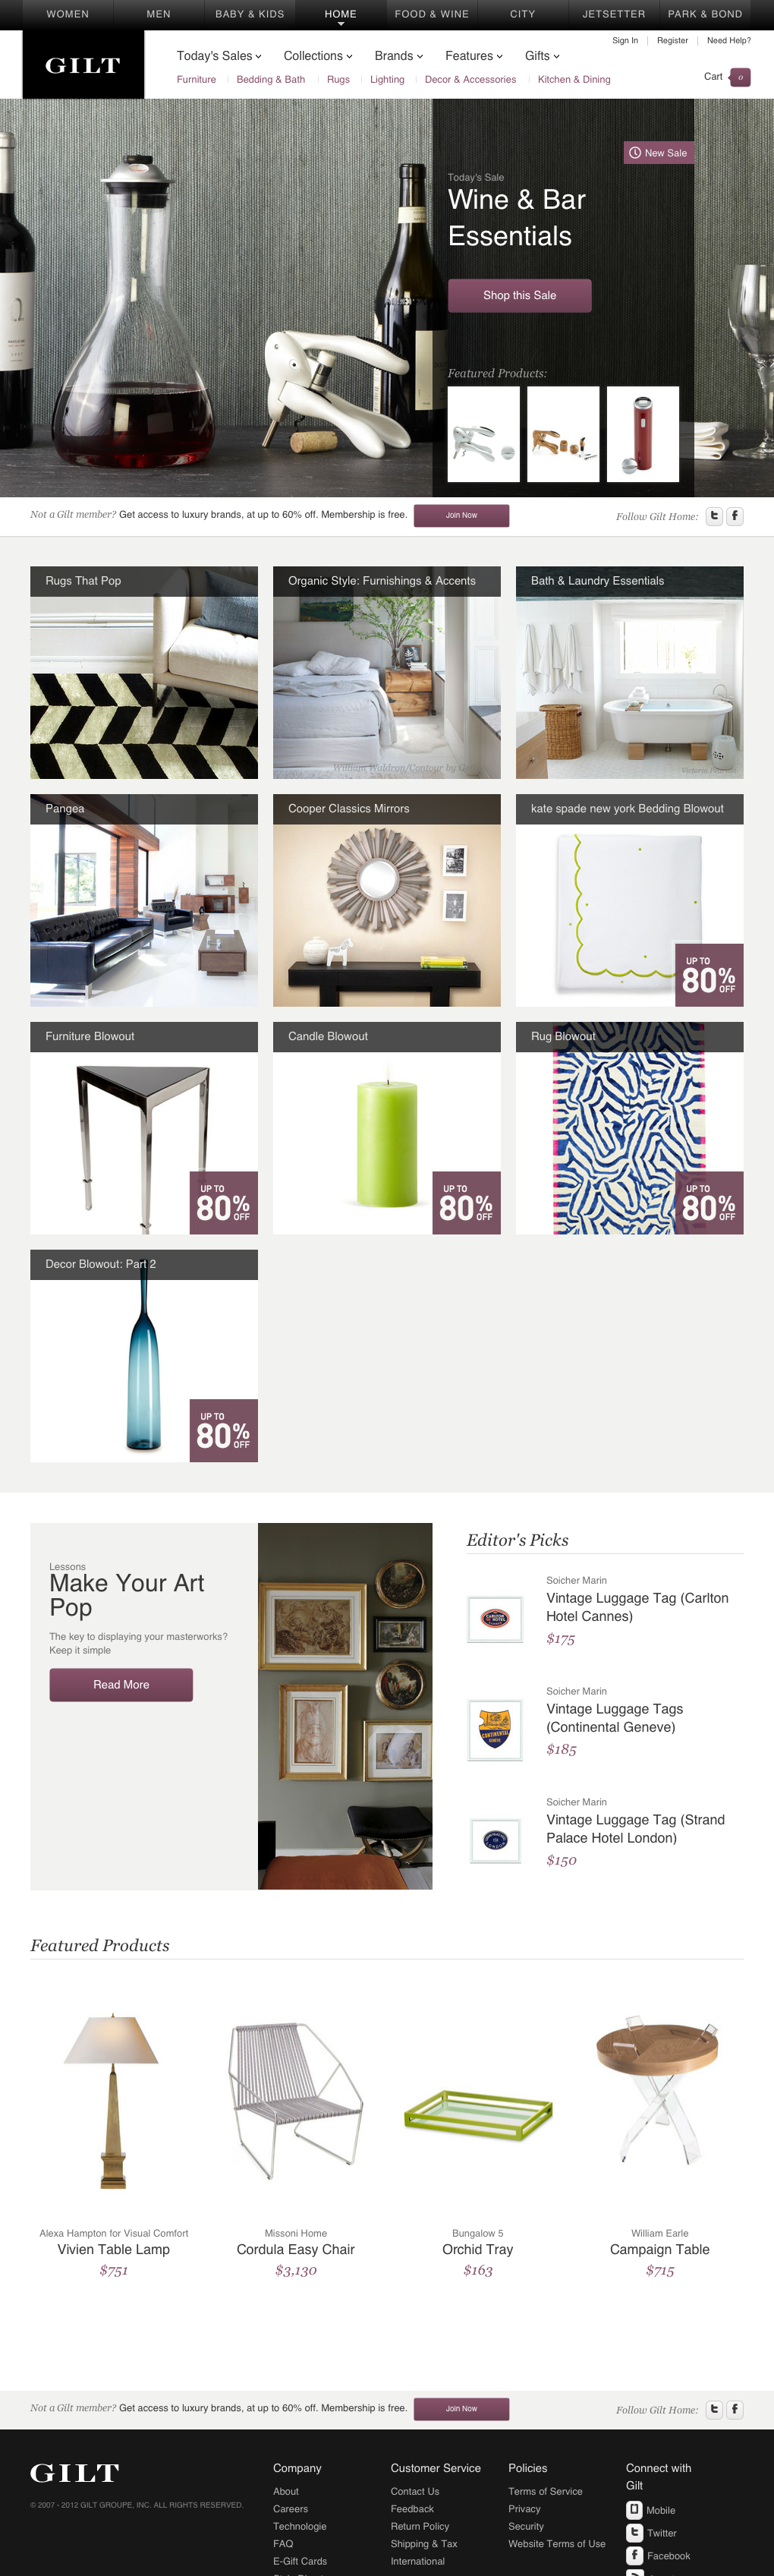 WOMEN MEN BABY & KIDS HOME FOOD & WINE CITY JETSETTER PARK & BOND
Sign In Register Need Help?
GILT
Today's Sales Collections Brands Features Gifts
Furniture Bedding & Bath Rugs Lighting Decor & Accessories Kitchen & Dining
Cart 0
New Sale
Today's Sale
Wine & Bar
Essentials
Shop this Sale
Featured Products:
Not a Gilt member? Get access to luxury brands, at up to 60% off. Membership is free. Join Now
Follow Gilt Home:
Rugs That Pop
Organic Style: Furnishings & Accents
William Waldron/Contour by
Bath & Laundry Essentials
Victoria
Pangea
Cooper Classics Mirrors
kate spade new york Bedding Blowout
UP TO
80% OFF
Furniture Blowout
UP TO
80% OFF
Candle Blowout
UP TO
80% OFF
Rug Blowout
UP TO
80% OFF
Decor Blowout: Part 2
UP TO
80% OFF
Lessons
Make Your Art
Pop
The key to displaying your masterworks?
Keep it simple
Read More
Editor's Picks
Soicher Marin
Vintage Luggage Tag (Carlton
Hotel Cannes)
$175
Soicher Marin
Vintage Luggage Tags
(Continental Geneve)
$185
Soicher Marin
Vintage Luggage Tag (Strand
Palace Hotel London)
$150
Featured Products
Alexa Hampton for Visual Comfort
Vivien Table Lamp
$751
Missoni Home
Cordula Easy Chair
$3,130
Bungalow 5
Orchid Tray
$163
William Earle
Campaign Table
$715
Not a Gilt member? Get access to luxury brands, at up to 60% off. Membership is free. Join Now
Follow Gilt Home:
GILT
© 2007 - 2012 GILT GROUPE, INC. ALL RIGHTS RESERVED.
Company
About
Careers
Technologie
FAQ
E-Gift Cards
Customer Service
Contact Us
Feedback
Return Policy
Shipping & Tax
International
Policies
Terms of Service
Privacy
Security
Website Terms of Use
Connect with
Gilt
Mobile
Twitter
Facebook